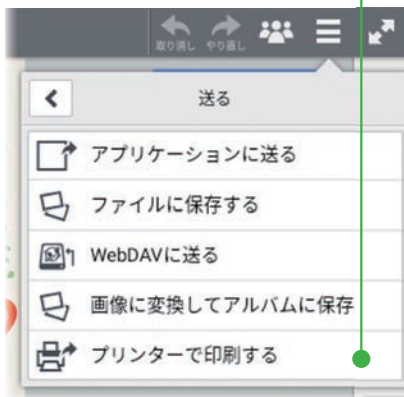 取り消し やり直し
送る
アプリケーションに送る
ファイルに保存する
WebDAVに送る
画像に変換してアルバムに保存
プリンターで印刷する